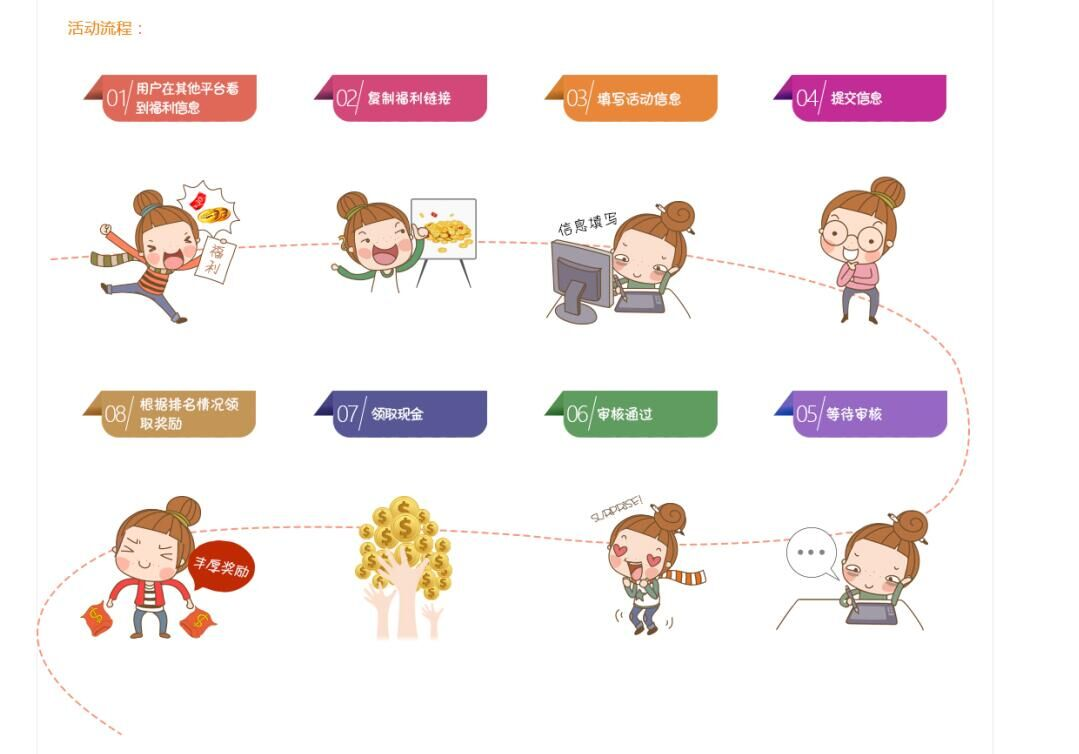 活动流程：
01/ 用户在其他平台看
到福利信息
02/ 复制福利链接
03/ 填写活动信息
04/ 提交信息
福
利
信息填写
08/ 根据排名情况领
取奖励
07/ 领取现金
06/ 审核通过
05/ 等待审核
SURPRISE!
丰厚奖励